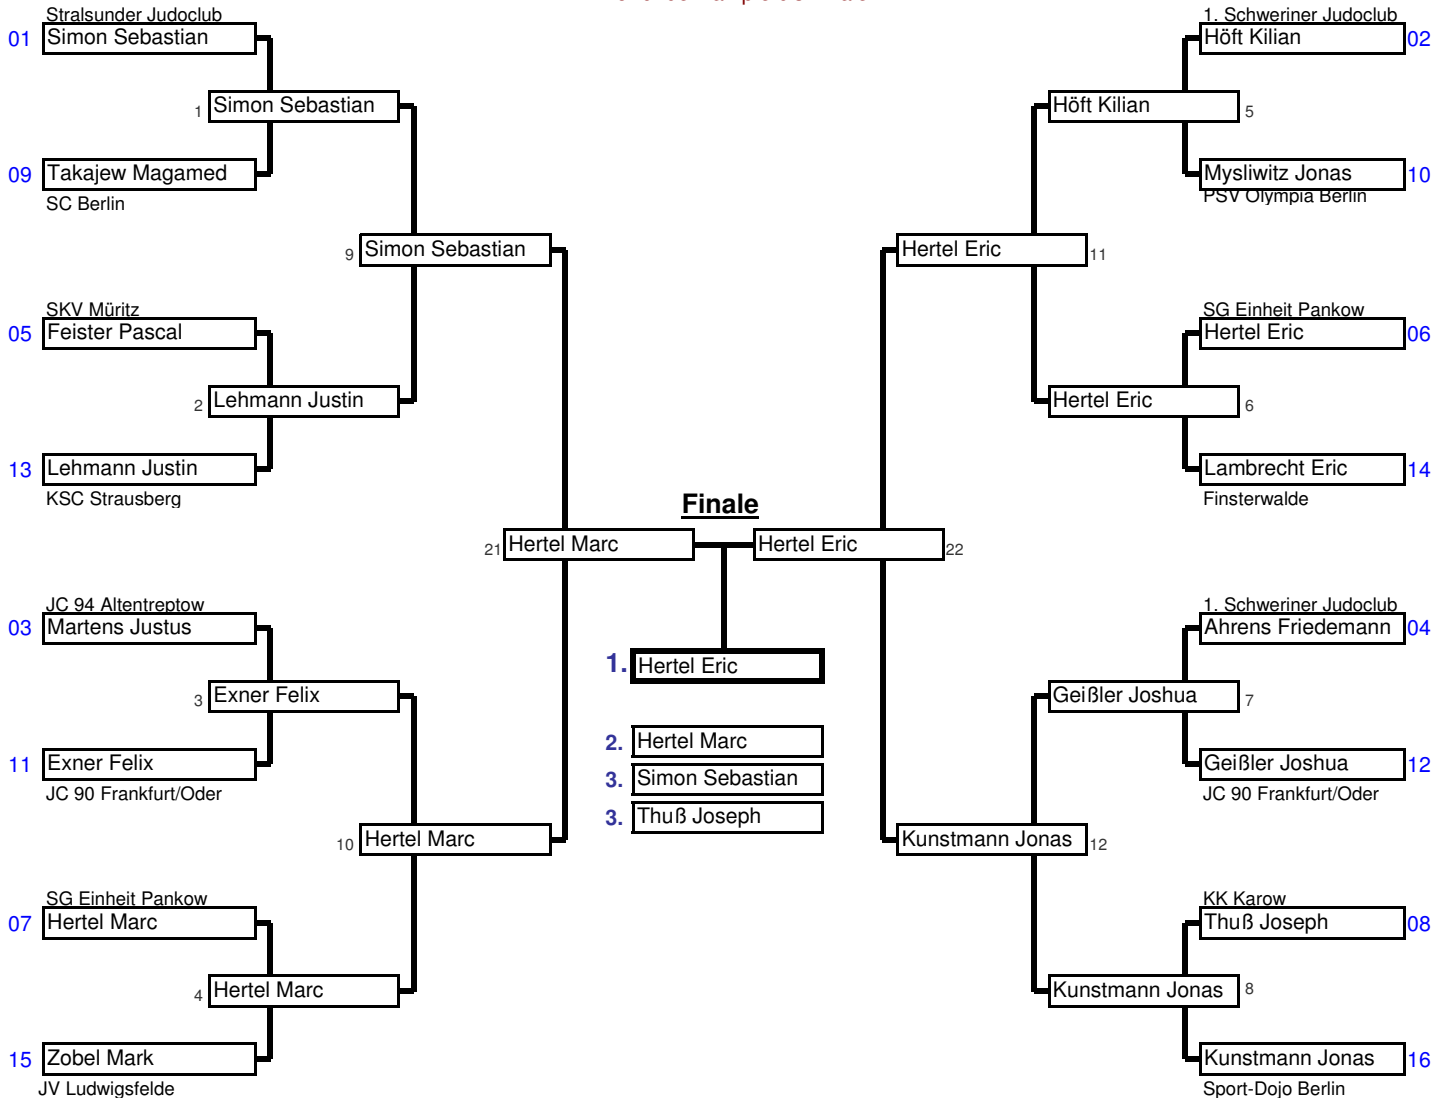 Stralsunder Judoclub
01 Simon Sebastian
1 Simon Sebastian
09 Takajew Magamed
SC Berlin
9 Simon Sebastian
SKV Müritz
05 Feister Pascal
2 Lehmann Justin
13 Lehmann Justin
KSC Strausberg
21 Hertel Marc
JC 94 Altentreptow
03 Martens Justus
3 Exner Felix
11 Exner Felix
JC 90 Frankfurt/Oder
10 Hertel Marc
SG Einheit Pankow
07 Hertel Marc
4 Hertel Marc
15 Zobel Mark
JV Ludwigsfelde
Finale
1. Hertel Eric
2. Hertel Marc
3. Simon Sebastian
3. Thuß Joseph
1. Schweriner Judoclub
Höft Kilian 02
Höft Kilian 5
Mysliwitz Jonas 10
PSV Olympia Berlin
Hertel Eric 11
SG Einheit Pankow
Hertel Eric 06
Hertel Eric 6
Lambrecht Eric 14
Finsterwalde
Hertel Eric 22
1. Schweriner Judoclub
Ahrens Friedemann 04
Geißler Joshua 7
Geißler Joshua 12
JC 90 Frankfurt/Oder
Kunstmann Jonas 12
KK Karow
Thuß Joseph 08
Kunstmann Jonas 8
Kunstmann Jonas 16
Sport-Dojo Berlin